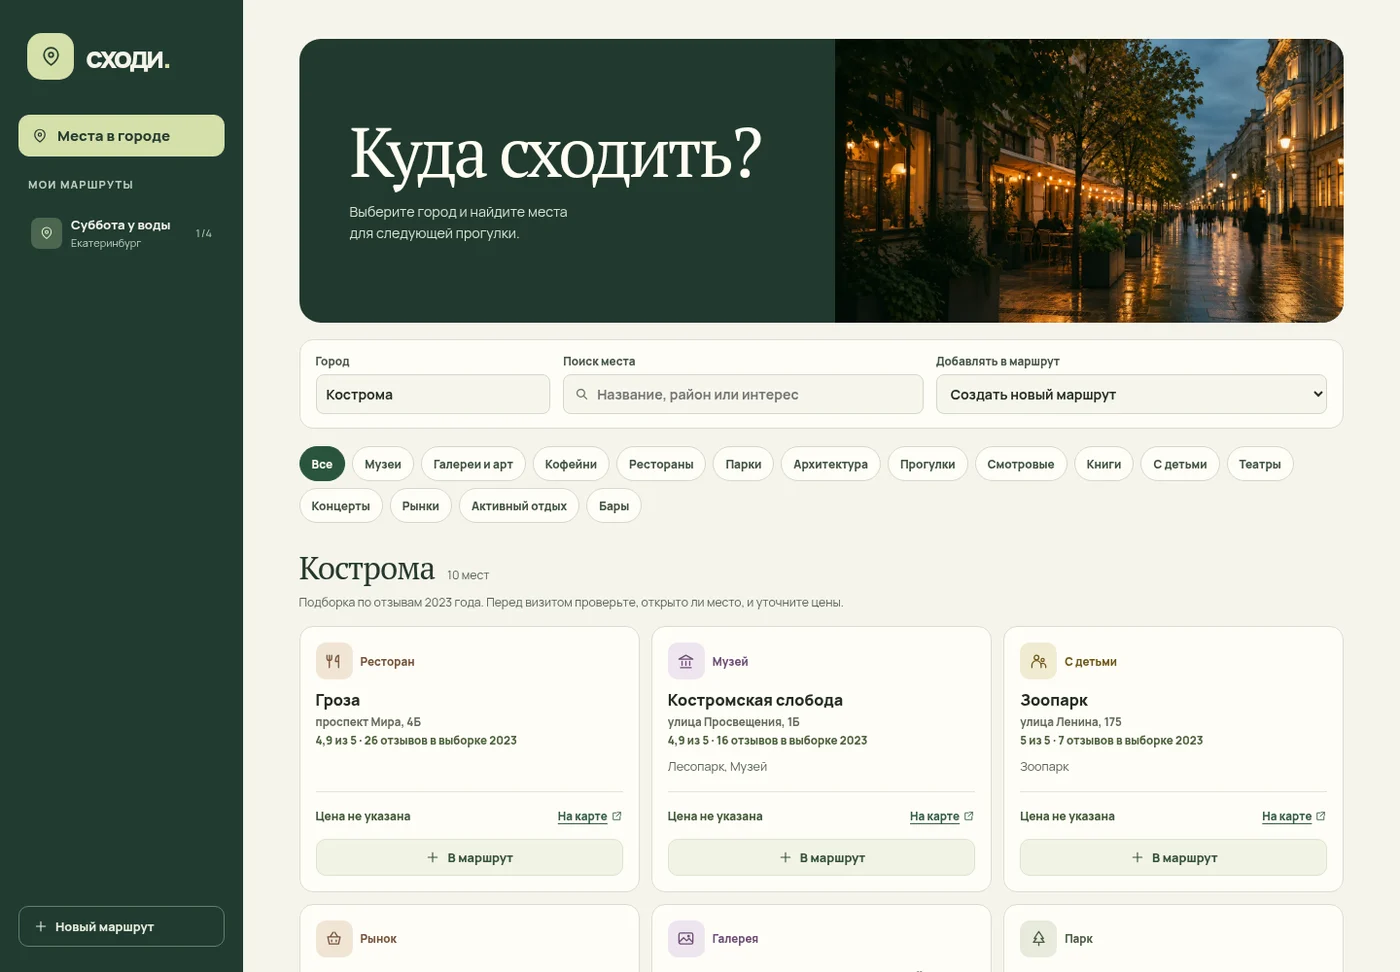 сходи.
Места в городе
МОИ МАРШРУТЫ
Суббота у воды
Екатеринбург
1/4
Новый маршрут
Куда сходить?
Выберите город и найдите места
для следующей прогулки.
Город
Поиск места
Добавлять в маршрут
Кострома
Название, район или интерес
Создать новый маршрут
Все
Музеи
Галереи и арт
Кофейни
Рестораны
Парки
Архитектура
Прогулки
Смотровые
Книги
С детьми
Театры
Концерты
Рынки
Активный отдых
Бары
Кострома
10 мест
Подборка по отзывам 2023 года. Перед визитом проверьте, открыто ли место, и уточните цены.
Ресторан
Гроза
проспект Мира, 4Б
4,9 из 5 · 26 отзывов в выборке 2023
Цена не указана
На карте
В маршрут
Музей
Костромская слобода
улица Просвещения, 1Б
4,9 из 5 · 16 отзывов в выборке 2023
Лесопарк, Музей
Цена не указана
На карте
В маршрут
С детьми
Зоопарк
улица Ленина, 175
5 из 5 · 7 отзывов в выборке 2023
Зоопарк
Цена не указана
На карте
В маршрут
Рынок
Галерея
Парк